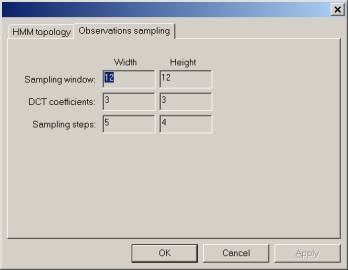 HMM topology Observations sampling
Width Height
Sampling window: 12 12
DCT coefficients: 3 3
Sampling steps: 5 4
OK Cancel Apply